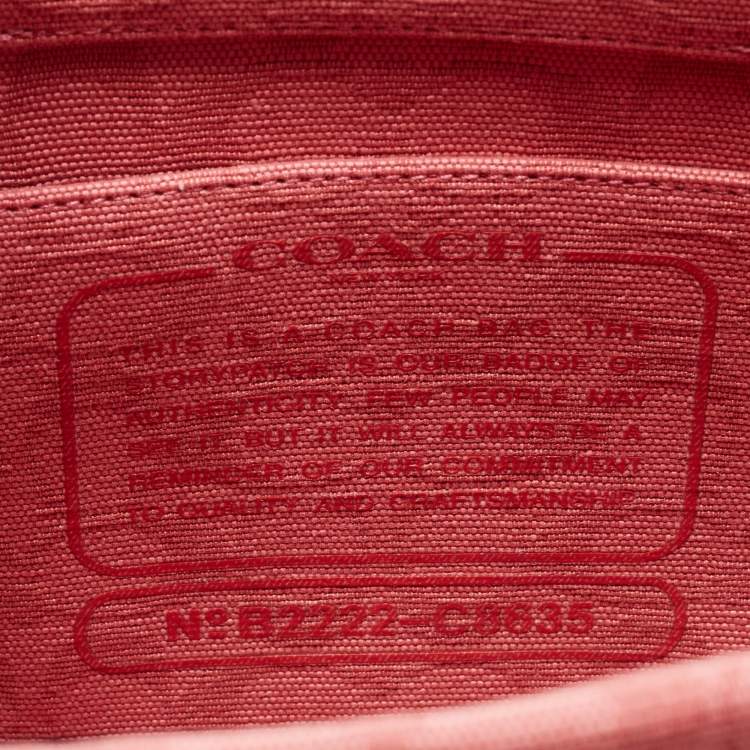 COACH
NEW YORK
THIS IS A COACH BAG. THE
STORYPATCH IS OUR BADGE OF
AUTHENTICITY. FEW PEOPLE MAY
SEE IT BUT IT WILL ALWAYS BE A
REMINDER OF OUR COMMITMENT
TO QUALITY AND CRAFTSMANSHIP.
Nº B2222-C8635